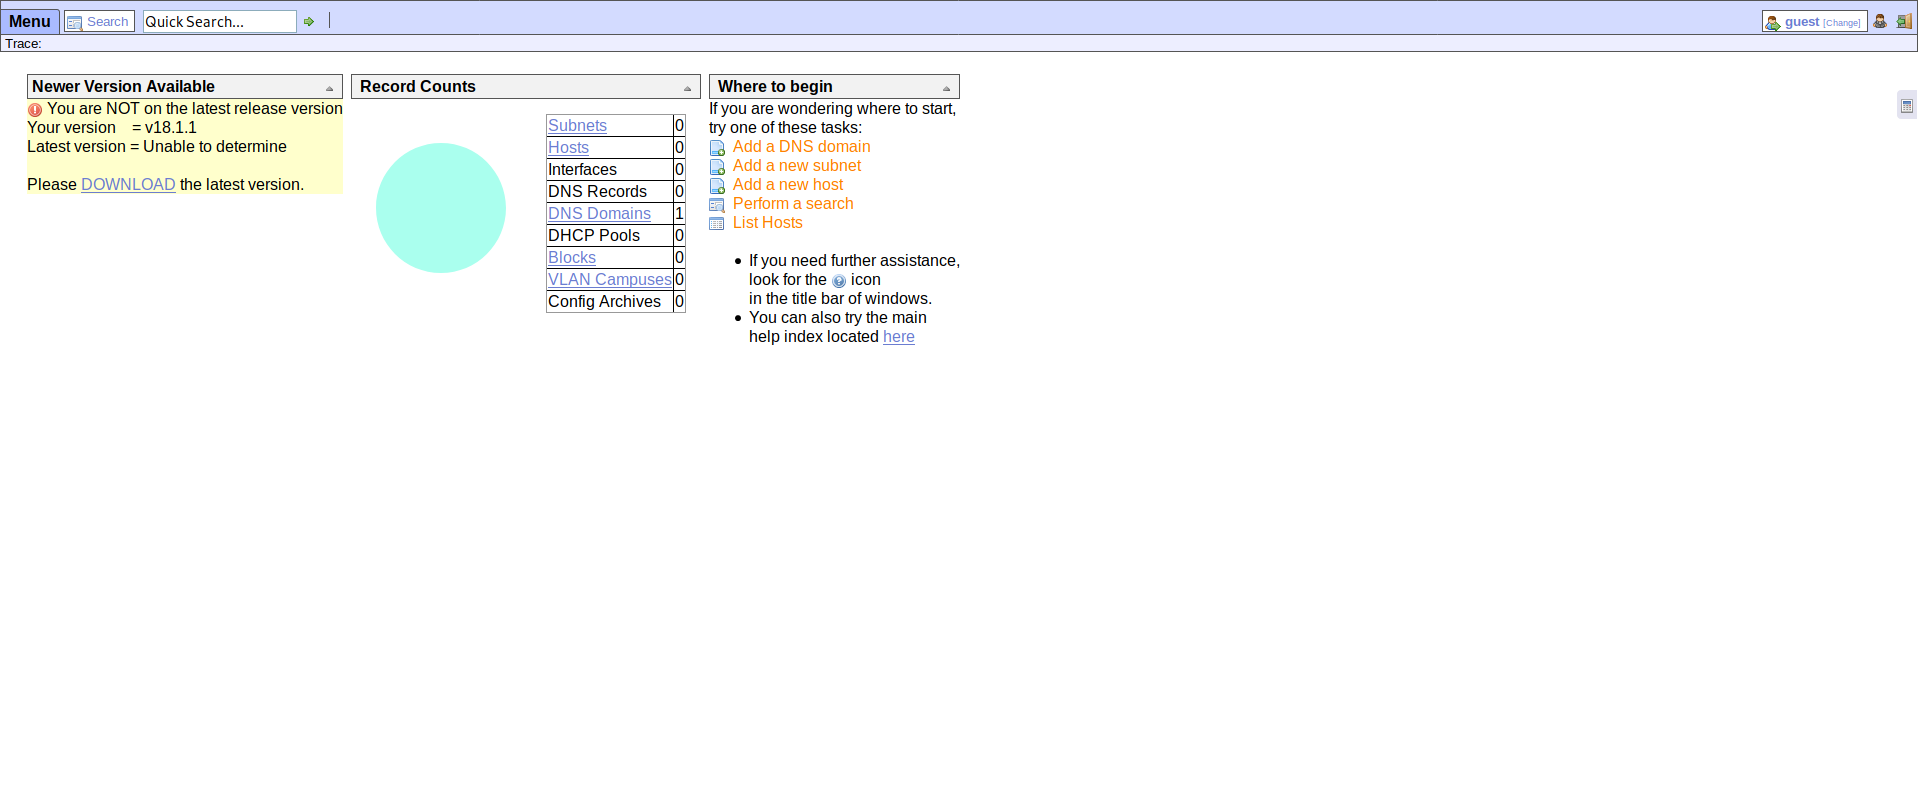 Menu Search Quick Search... guest [Change]
Trace:
Newer Version Available
You are NOT on the latest release version
Your version = v18.1.1
Latest version = Unable to determine
Please DOWNLOAD the latest version.
Record Counts
Subnets 0
Hosts 0
Interfaces 0
DNS Records 0
DNS Domains 1
DHCP Pools 0
Blocks 0
VLAN Campuses 0
Config Archives 0
Where to begin
If you are wondering where to start,
try one of these tasks:
Add a DNS domain
Add a new subnet
Add a new host
Perform a search
List Hosts
If you need further assistance,
look for the ? icon
in the title bar of windows.
You can also try the main
help index located here